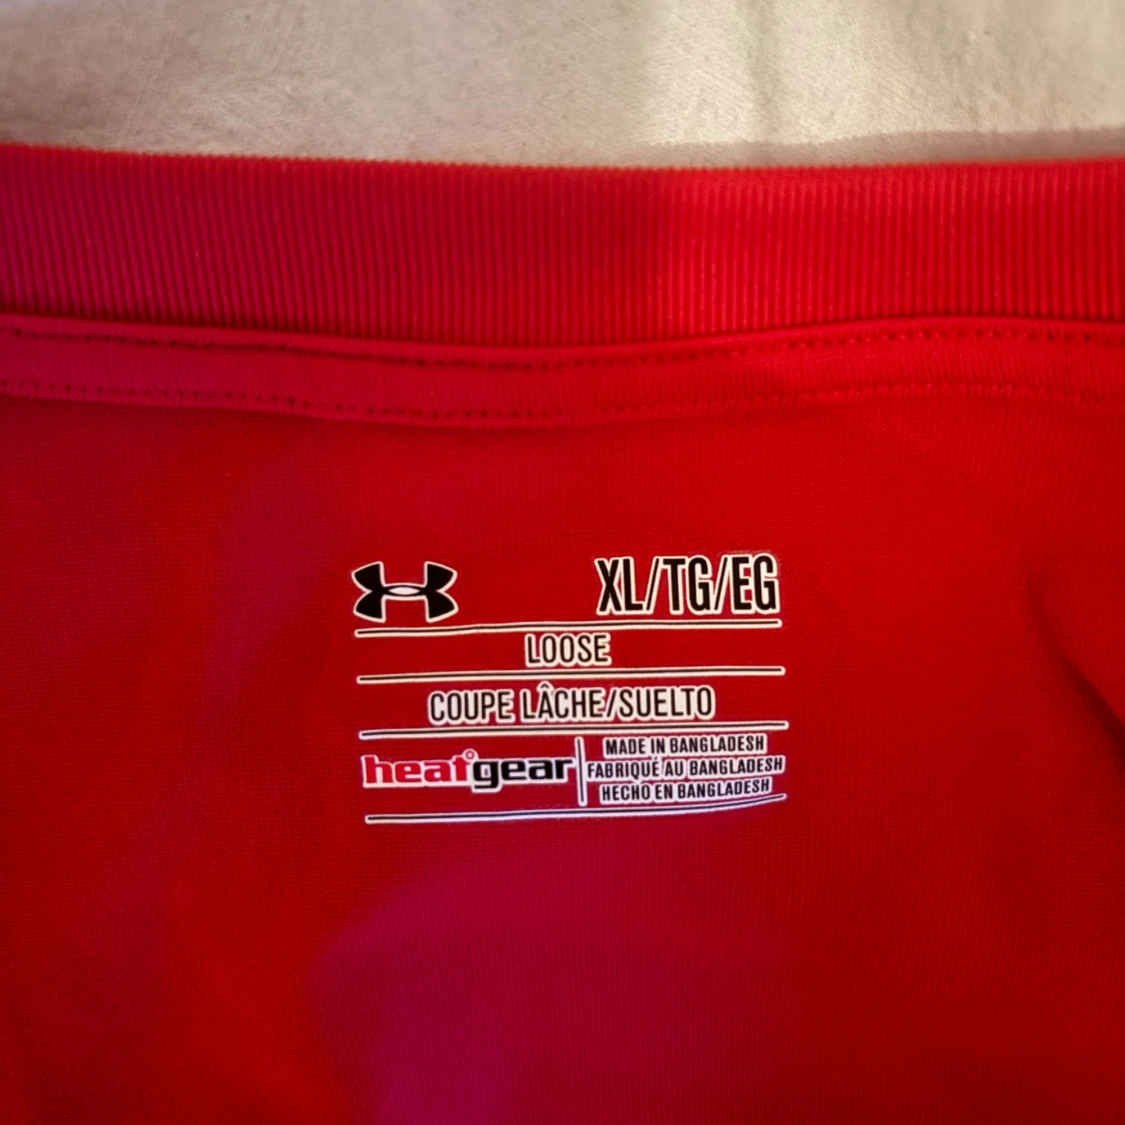 XL/TG/EG
LOOSE
COUPE LÂCHE/SUELTO
heatgear
MADE IN BANGLADESH
FABRIQUÉ AU BANGLADESH
HECHO EN BANGLADESH